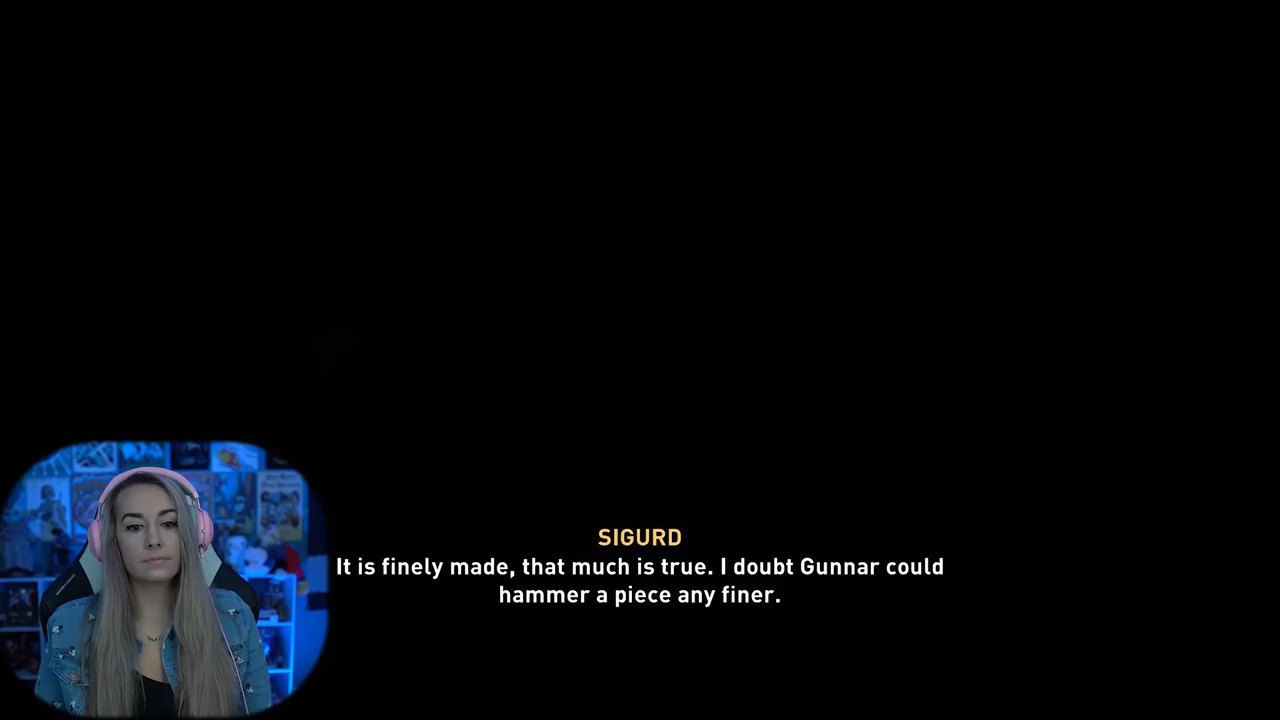 SIGURD
It is finely made, that much is true. I doubt Gunnar could
hammer a piece any finer.